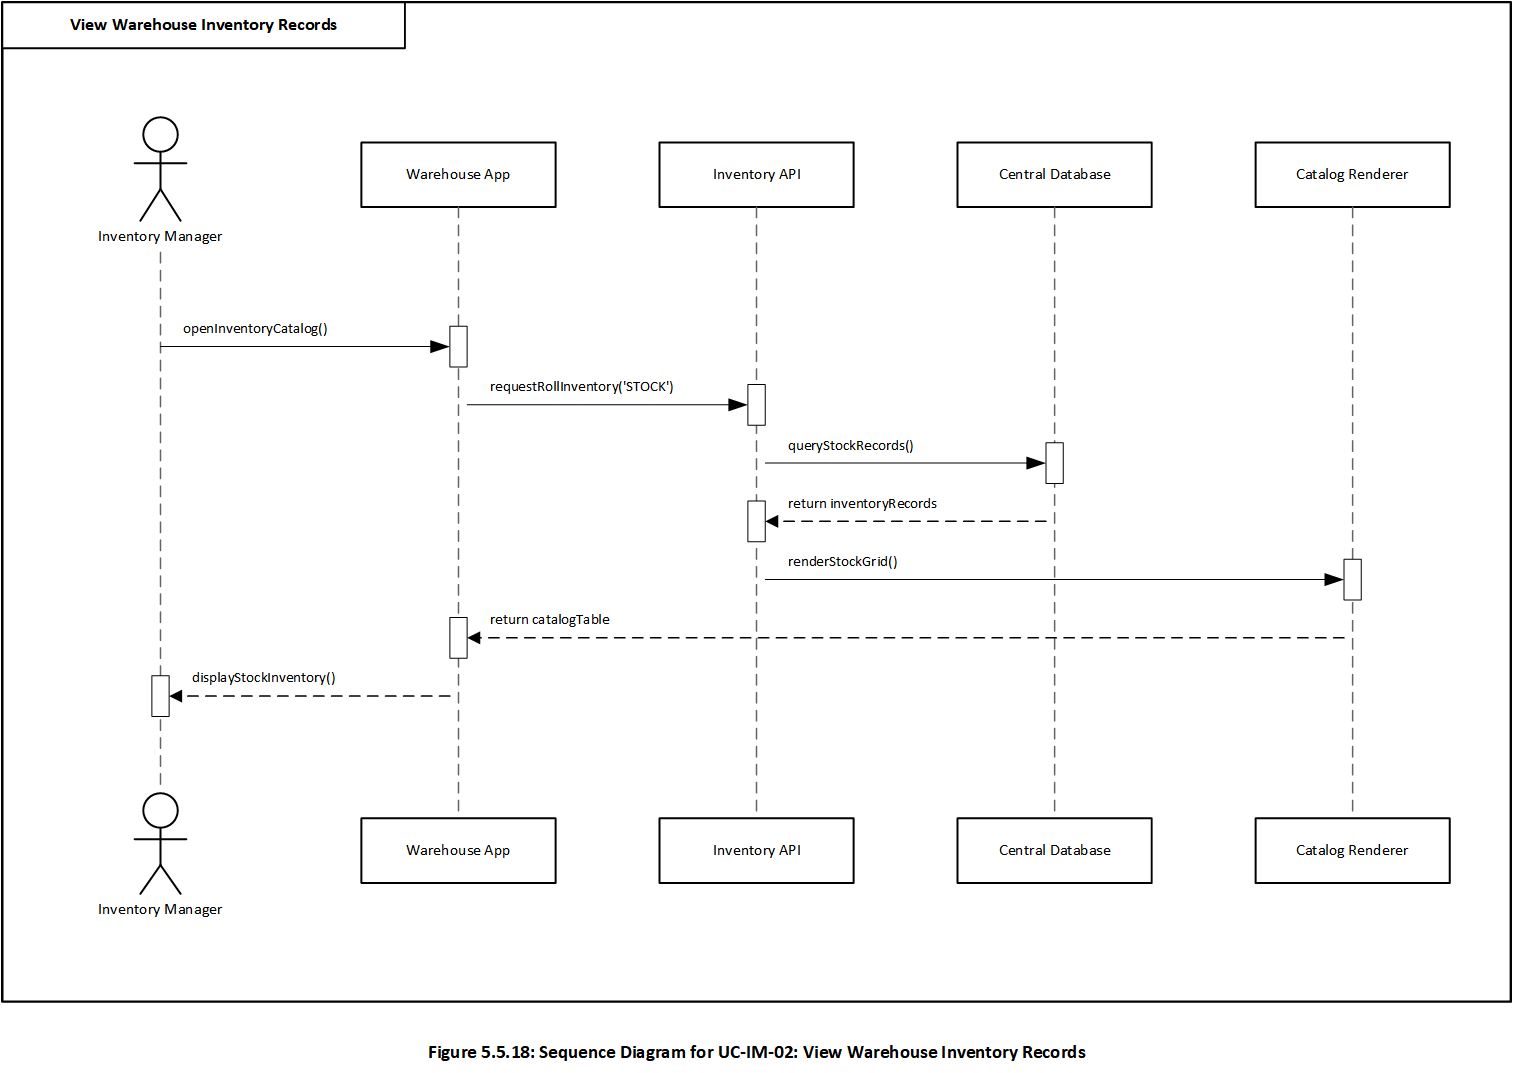 View Warehouse Inventory Records
Warehouse App
Inventory API
Central Database
Catalog Renderer
Inventory Manager
openInventoryCatalog()
requestRollInventory('STOCK')
queryStockRecords()
return inventoryRecords
renderStockGrid()
return catalogTable
displayStockInventory()
Warehouse App
Inventory API
Central Database
Catalog Renderer
Inventory Manager
Figure 5.5.18: Sequence Diagram for UC-IM-02: View Warehouse Inventory Records